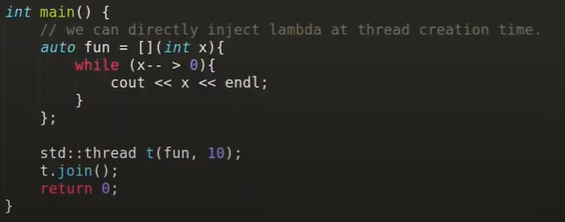 int main() {
    // we can directly inject lambda at thread creation time.
    auto fun = [](int x){
        while (x-- > 0){
            cout << x << endl;
        }
    };

    std::thread t(fun, 10);
    t.join();
    return 0;
}